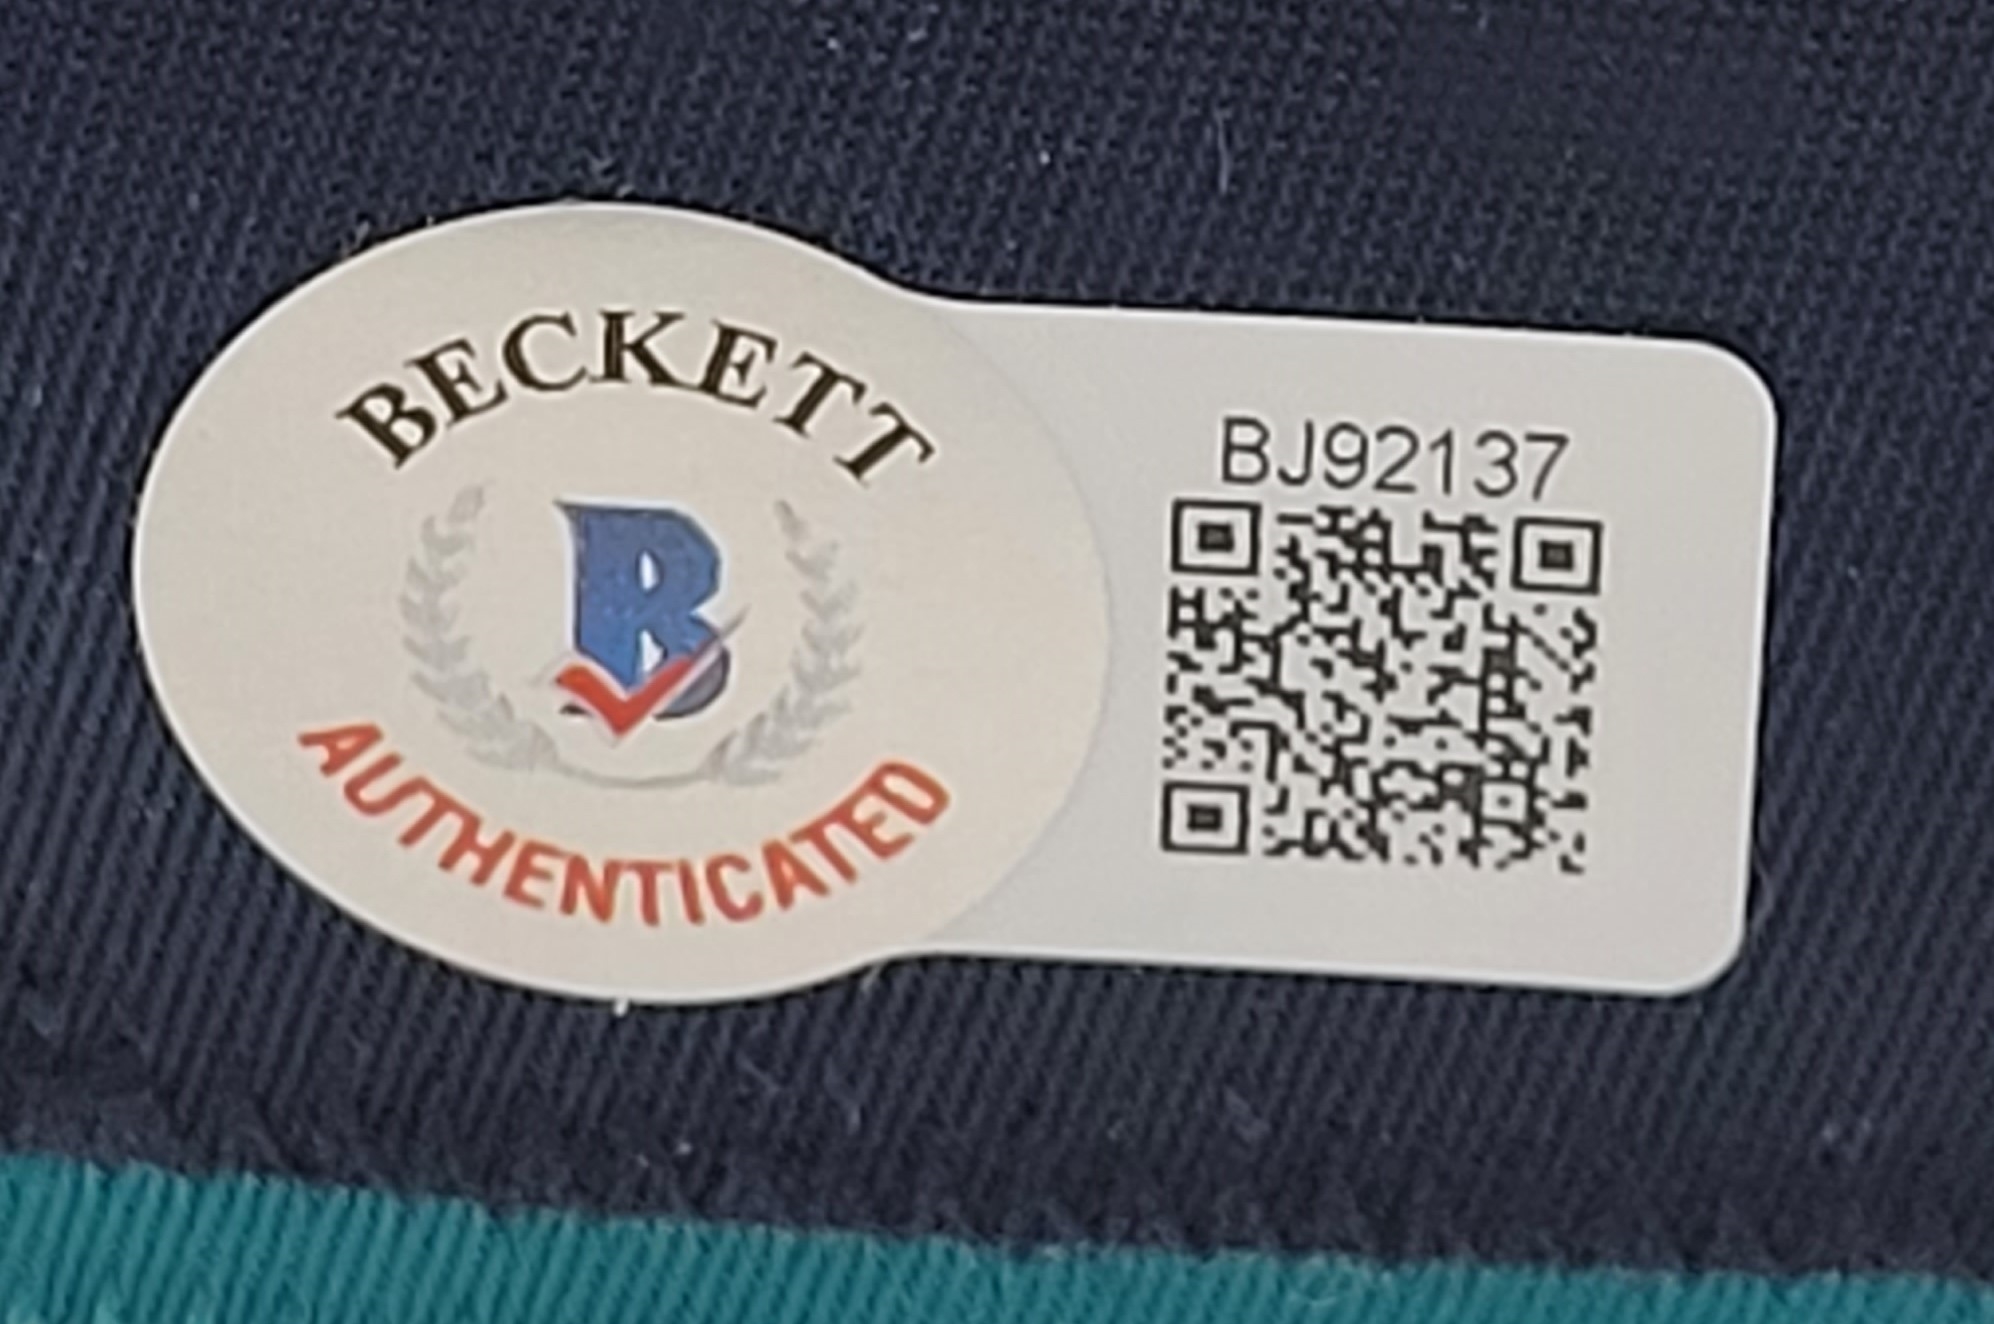 BECKETT
B
AUTHENTICATED
BJ92137